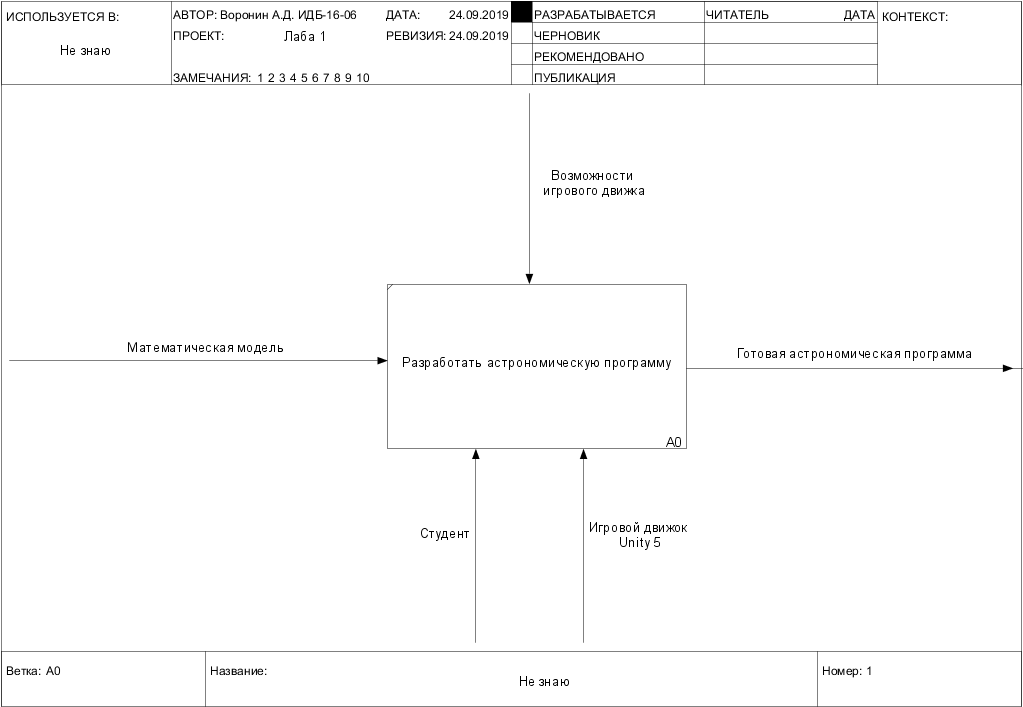 ИСПОЛЬЗУЕТСЯ В:
Не знаю
АВТОР: Воронин А.Д. ИДБ-16-06
ДАТА: 24.09.2019
ПРОЕКТ: Лаба 1
РЕВИЗИЯ: 24.09.2019
ЗАМЕЧАНИЯ: 1 2 3 4 5 6 7 8 9 10
РАЗРАБАТЫВАЕТСЯ
ЧЕРНОВИК
РЕКОМЕНДОВАНО
ПУБЛИКАЦИЯ
ЧИТАТЕЛЬ ДАТА
КОНТЕКСТ:
Возможности
игрового движка
Математическая модель
Разработать астрономическую программу
A0
Готовая астрономическая программа
Студент
Игровой движок
Unity 5
Ветка: A0
Название:
Не знаю
Номер: 1